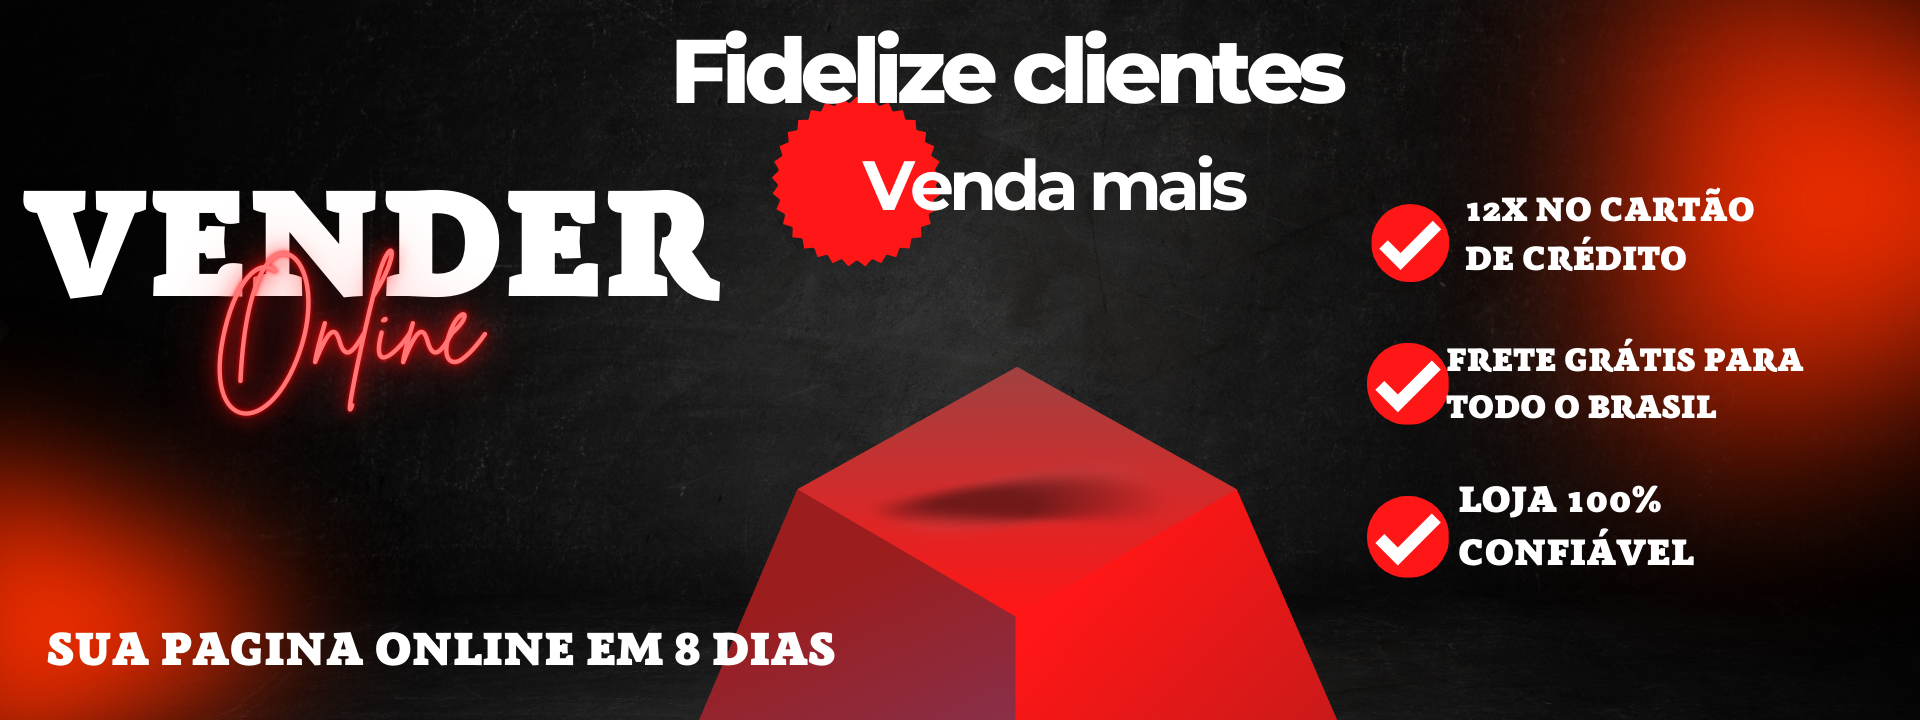 Fidelize clientes
Venda mais
VENDER
Online
12X NO CARTÃO
DE CRÉDITO
FRETE GRÁTIS PARA
TODO O BRASIL
LOJA 100%
CONFIÁVEL
SUA PAGINA ONLINE EM 8 DIAS